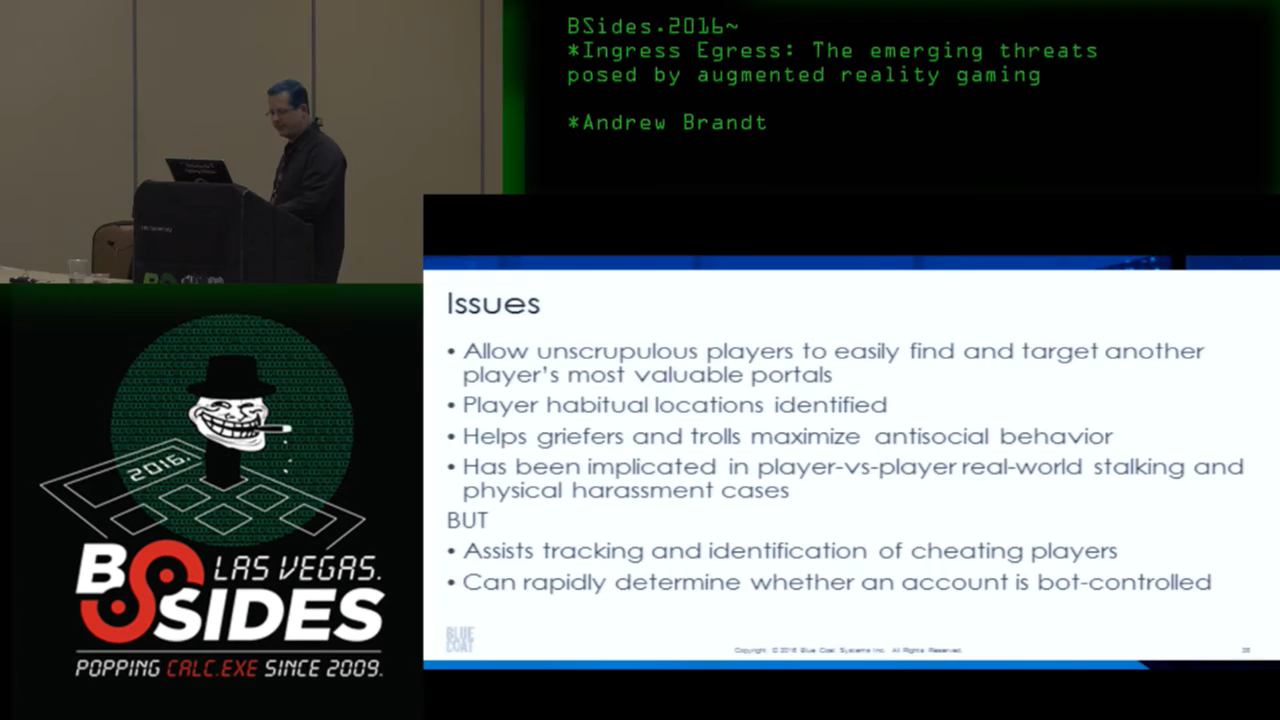 BSides.2016~
*Ingress Egress: The emerging threats
posed by augmented reality gaming
*Andrew Brandt
Issues
• Allow unscrupulous players to easily find and target another
player's most valuable portals
• Player habitual locations identified
• Helps griefers and trolls maximize antisocial behavior
• Has been implicated in player-vs-player real-world stalking and
physical harassment cases
BUT
• Assists tracking and identification of cheating players
• Can rapidly determine whether an account is bot-controlled
BLUE
COAT
Copyright © 2016 Blue Coat Systems Inc. All Rights Reserved.
2016.
BSIDES
LAS VEGAS.
POPPING CALC.EXE SINCE 2009.